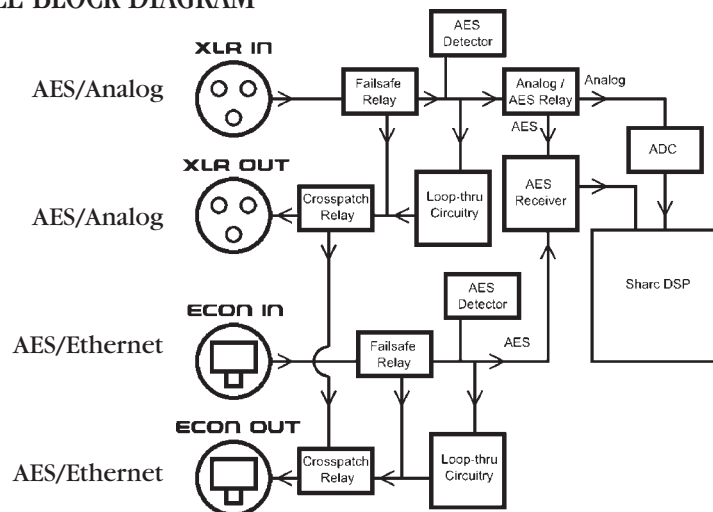 BLOCK DIAGRAM
XLR IN
AES/Analog
AES
Detector
Failsafe
Relay
Analog /
AES Relay
Analog
AES
ADC
XLR OUT
AES/Analog
Crosspatch
Relay
Loop-thru
Circuitry
AES
Receiver
Sharc DSP
ECON IN
AES/Ethernet
AES
Detector
Failsafe
Relay
AES
ECON OUT
AES/Ethernet
Crosspatch
Relay
Loop-thru
Circuitry